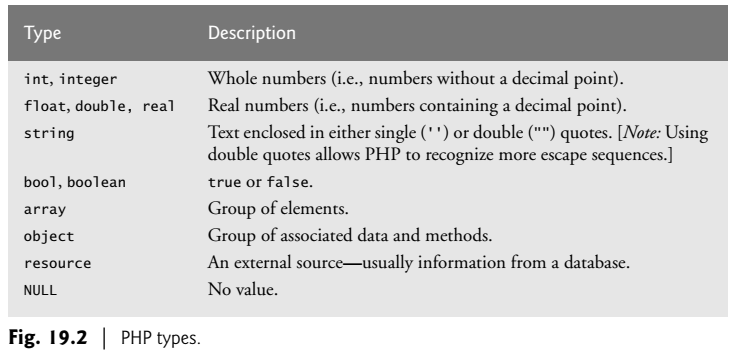 Type Description
int, integer Whole numbers (i.e., numbers without a decimal point).
float, double, real Real numbers (i.e., numbers containing a decimal point).
string Text enclosed in either single ('') or double ("") quotes. [Note: Using
double quotes allows PHP to recognize more escape sequences.]
bool, boolean true or false.
array Group of elements.
object Group of associated data and methods.
resource An external source—usually information from a database.
NULL No value.
Fig. 19.2 | PHP types.